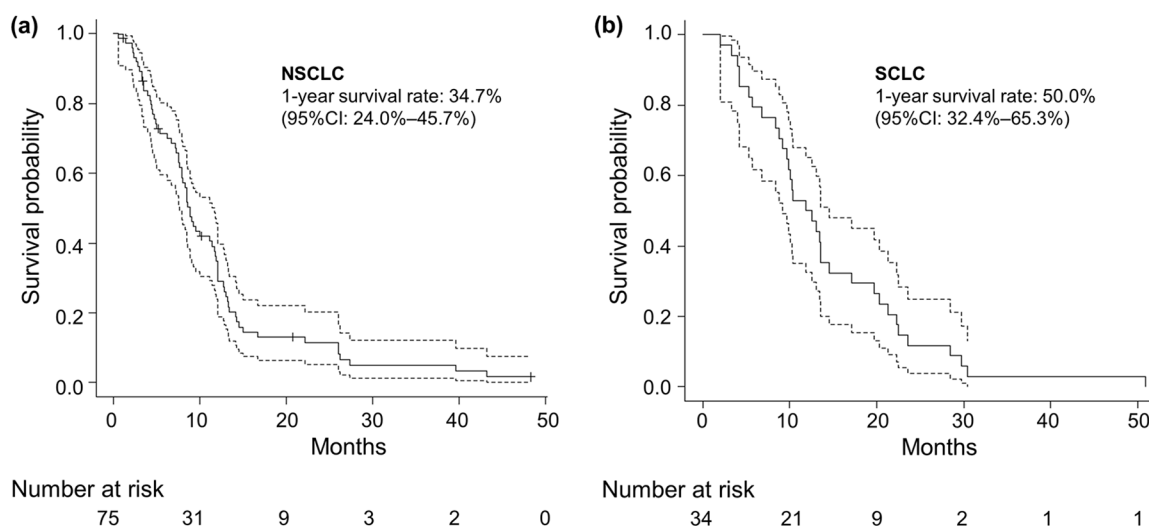 (a)
NSCLC
1-year survival rate: 34.7%
(95%CI: 24.0%–45.7%)
Survival probability
1.0
0.8
0.6
0.4
0.2
0.0
0 10 20 30 40 50
Months
Number at risk
75 31 9 3 2 0
(b)
SCLC
1-year survival rate: 50.0%
(95%CI: 32.4%–65.3%)
Survival probability
1.0
0.8
0.6
0.4
0.2
0.0
0 10 20 30 40 50
Months
Number at risk
34 21 9 2 1 1